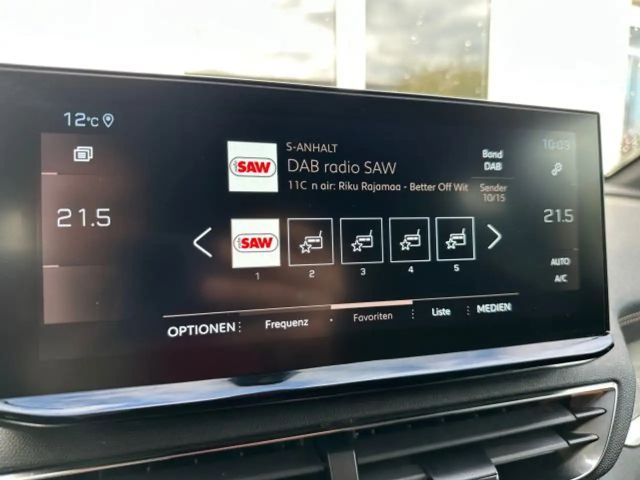 12°C
10:03
S-ANHALT
SAW
DAB radio SAW
Band
DAB
11C n air: Riku Rajamaa - Better Off Wit
Sender
10/15
21.5
21.5
SAW
1 2 3 4 5
AUTO
A/C
OPTIONEN Frequenz Favoriten Liste MEDIEN